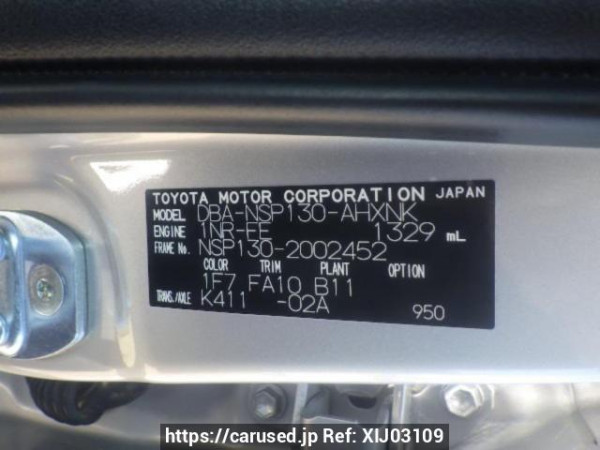 TOYOTA MOTOR CORPORATION JAPAN
MODEL DBA-NSP130-AHXNK
ENGINE 1NR-FE 1329 mL
FRAME No. NSP130-2002452
COLOR TRIM PLANT OPTION
1F7 FA10 B11
TRANS./AXLE K411 -02A
950
https://carused.jp Ref: XIJ03109